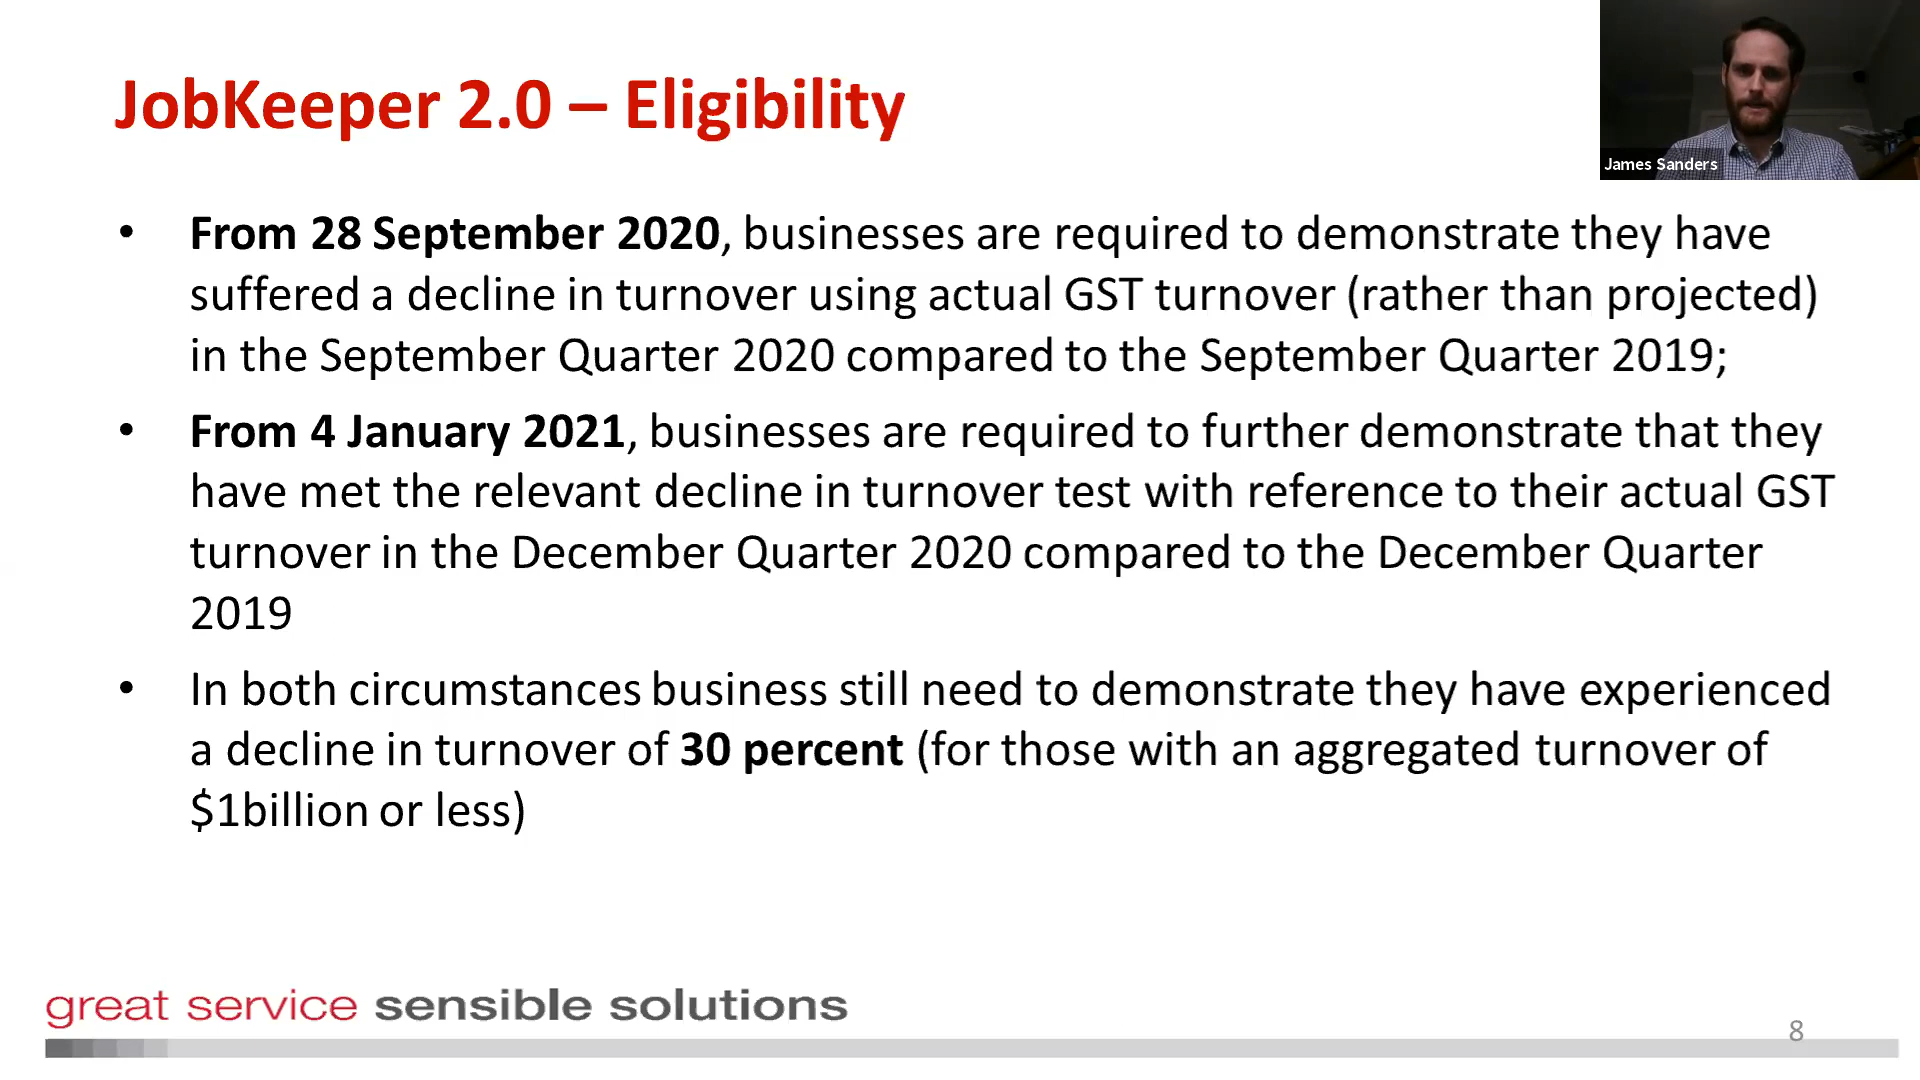 JobKeeper 2.0 – Eligibility
James Sanders
• From 28 September 2020, businesses are required to demonstrate they have
suffered a decline in turnover using actual GST turnover (rather than projected)
in the September Quarter 2020 compared to the September Quarter 2019;
• From 4 January 2021, businesses are required to further demonstrate that they
have met the relevant decline in turnover test with reference to their actual GST
turnover in the December Quarter 2020 compared to the December Quarter
2019
• In both circumstances business still need to demonstrate they have experienced
a decline in turnover of 30 percent (for those with an aggregated turnover of
$1billion or less)
great service sensible solutions
8